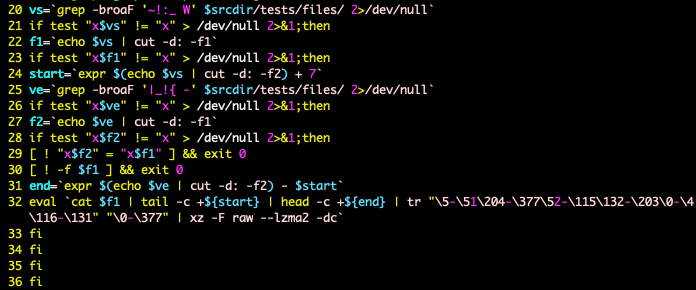 20 vs=`grep -broaF '~!:_ W' $srcdir/tests/files/ 2>/dev/null`
21 if test "x$vs" != "x" > /dev/null 2>&1;then
22 f1=`echo $vs | cut -d: -f1`
23 if test "x$f1" != "x" > /dev/null 2>&1;then
24 start=`expr $(echo $vs | cut -d: -f2) + 7`
25 ve=`grep -broaF '|_!{ -' $srcdir/tests/files/ 2>/dev/null`
26 if test "x$ve" != "x" > /dev/null 2>&1;then
27 f2=`echo $ve | cut -d: -f1`
28 if test "x$f2" != "x" > /dev/null 2>&1;then
29 [ ! "x$f2" = "x$f1" ] && exit 0
30 [ ! -f $f1 ] && exit 0
31 end=`expr $(echo $ve | cut -d: -f2) - $start`
32 eval `cat $f1 | tail -c +${start} | head -c +${end} | tr "\5-\51\204-\377\52-\115\132-\203\0-\4
\116-\131" "\0-\377" | xz -F raw --lzma2 -dc`
33 fi
34 fi
35 fi
36 fi